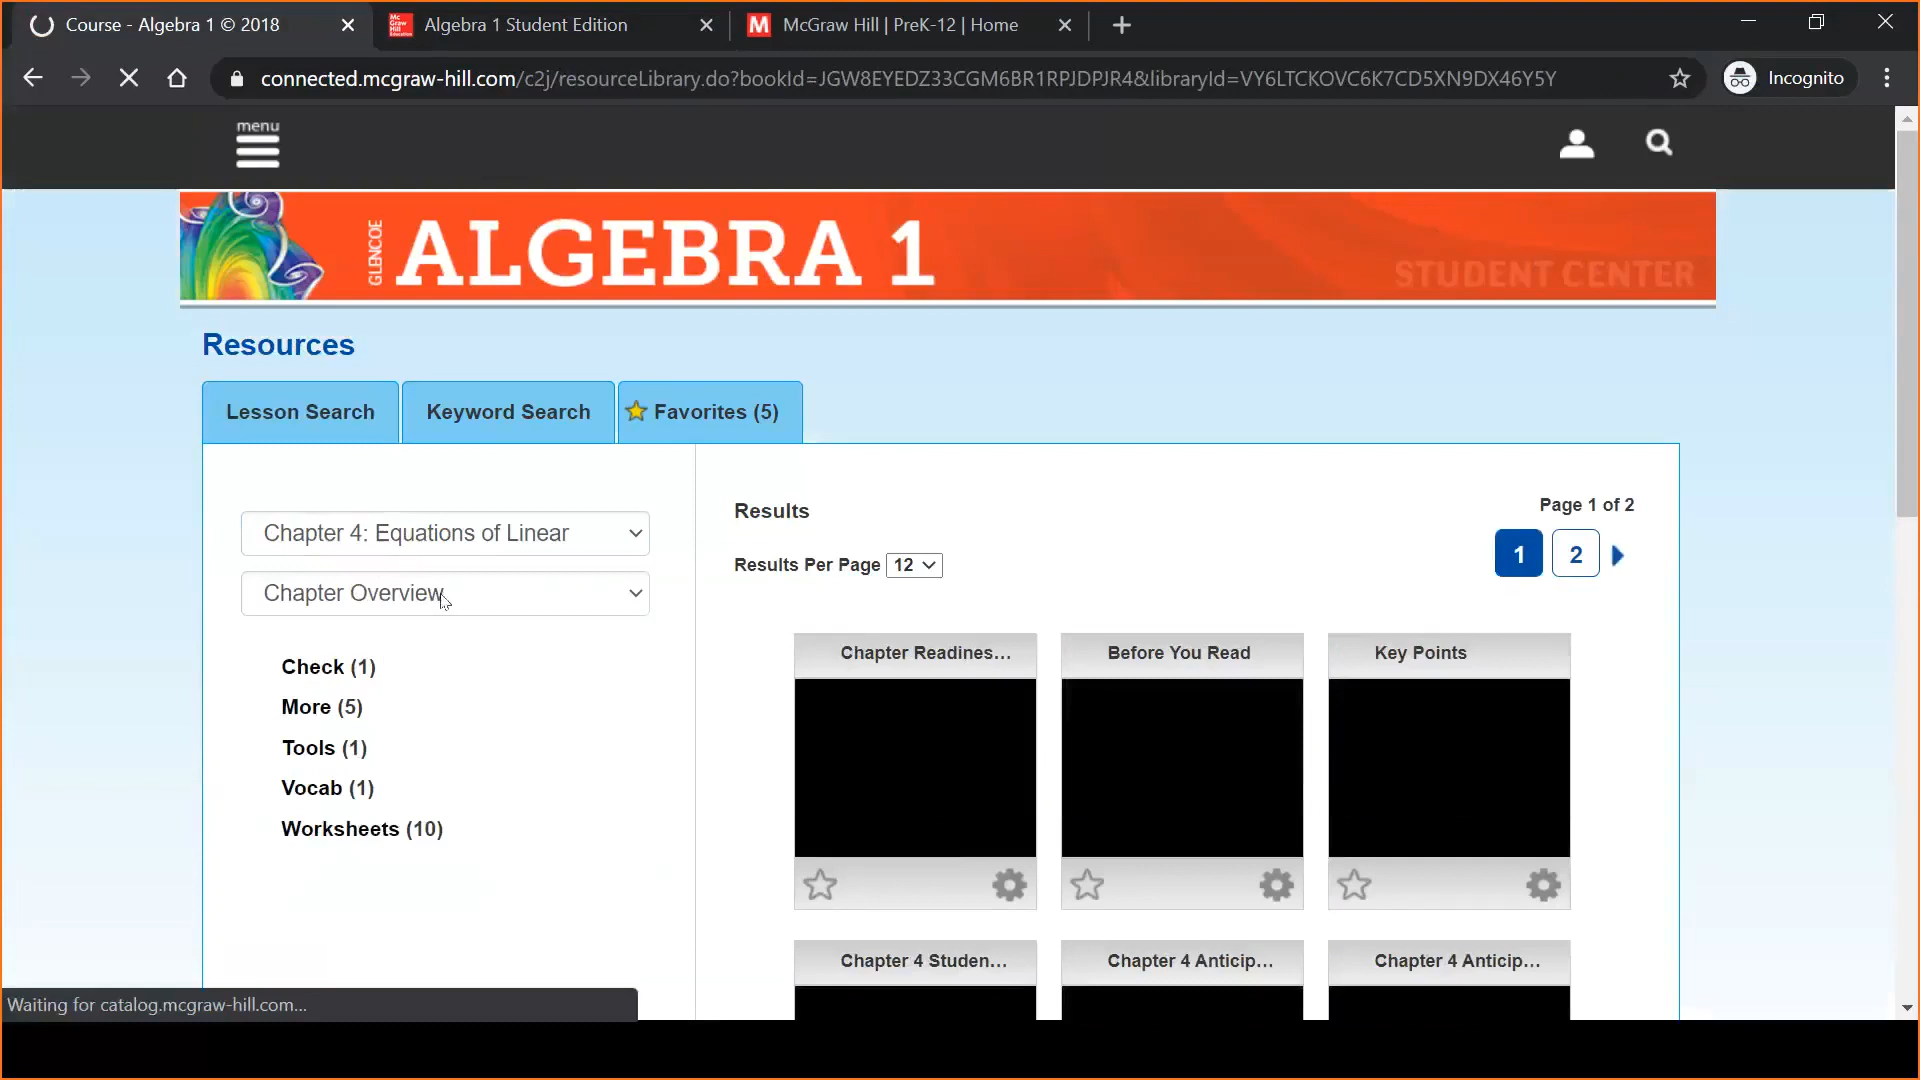 Course - Algebra 1 © 2018
Mc Graw Hill Education
Algebra 1 Student Edition
M
McGraw Hill | PreK-12 | Home
connected.mcgraw-hill.com/c2j/resourceLibrary.do?bookId=JGW8EYEDZ33CGM6BR1RPJDPJR4&libraryId=VY6LTCKOVC6K7CD5XN9DX46Y5Y
Incognito
menu
GLENCOE
ALGEBRA 1
STUDENT CENTER
Resources
Lesson Search
Keyword Search
Favorites (5)
Chapter 4: Equations of Linear
Chapter Overview
Check (1)
More (5)
Tools (1)
Vocab (1)
Worksheets (10)
Results
Page 1 of 2
Results Per Page 12
1 2
Chapter Readines...
Before You Read
Key Points
Chapter 4 Studen...
Chapter 4 Anticip...
Chapter 4 Anticip...
Waiting for catalog.mcgraw-hill.com...